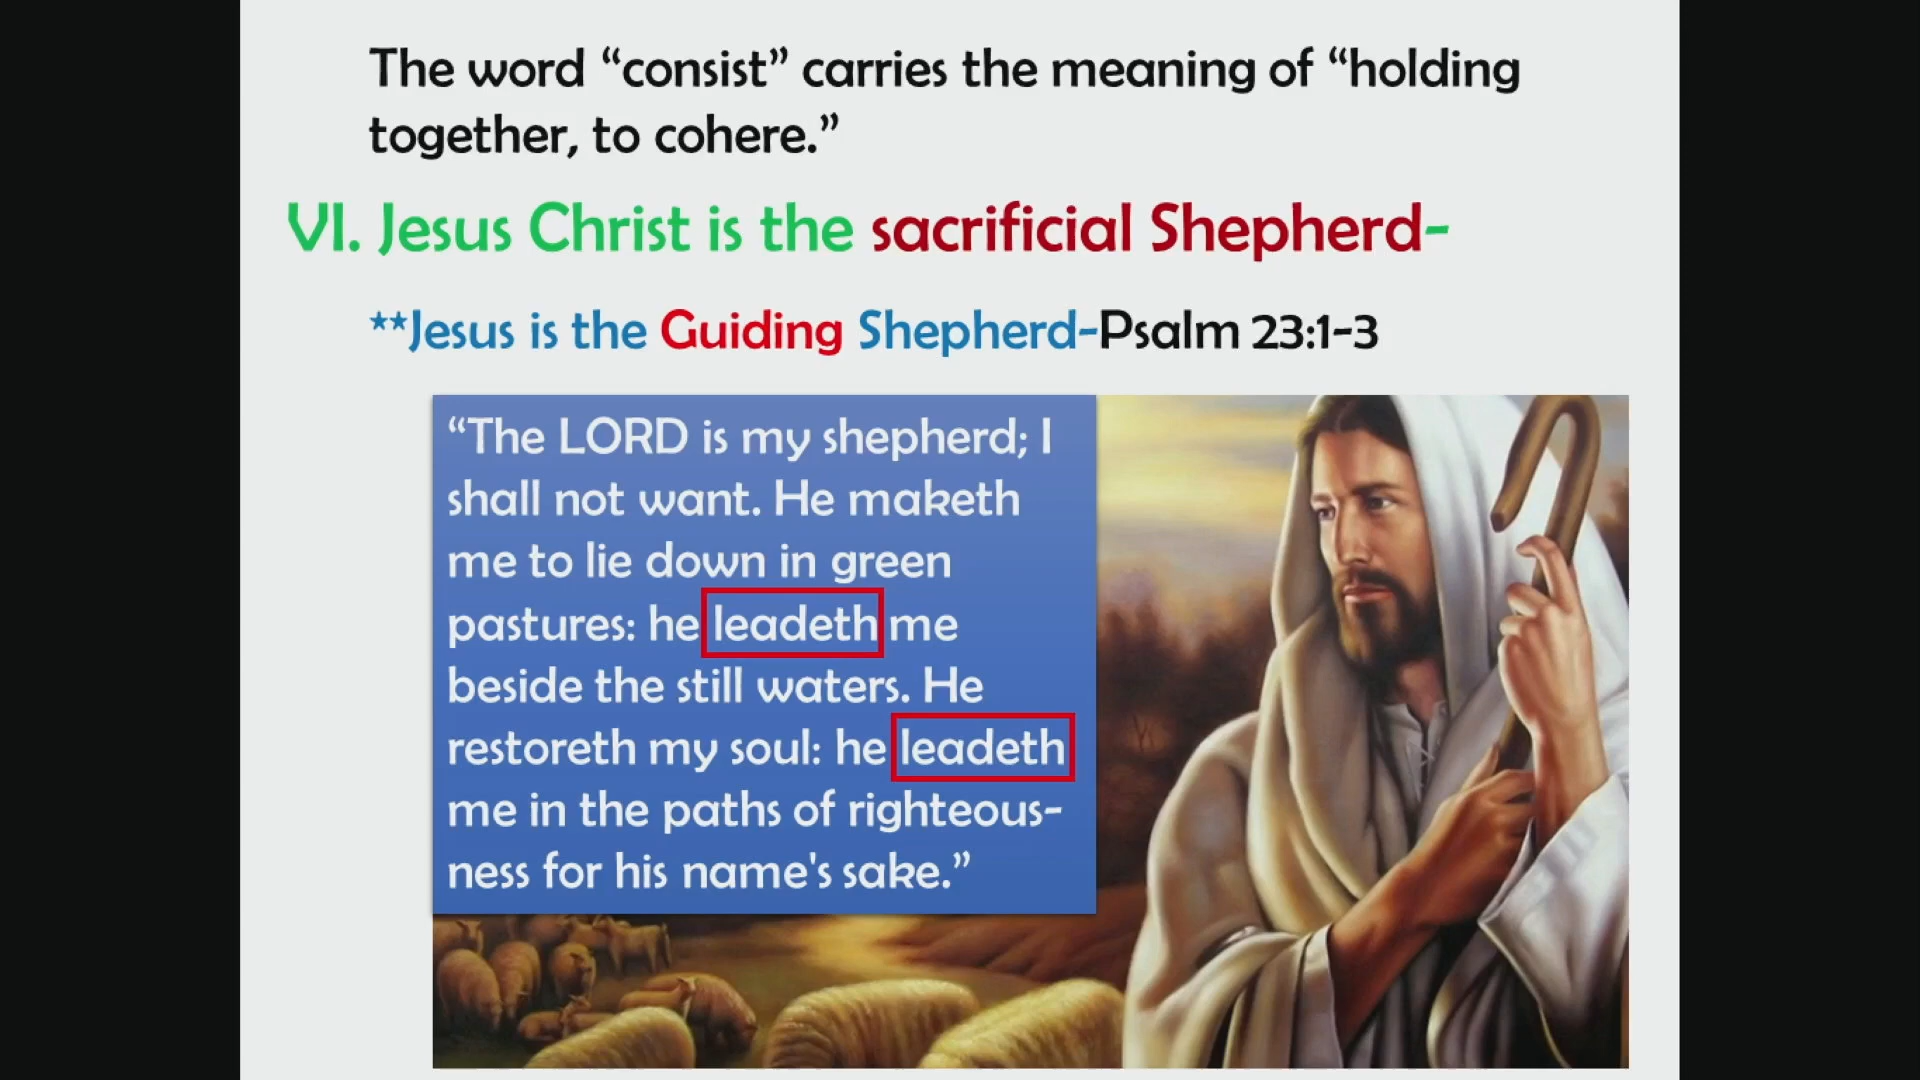 The word “consist” carries the meaning of “holding
together, to cohere.”
VI. Jesus Christ is the sacrificial Shepherd-
**Jesus is the Guiding Shepherd-Psalm 23:1-3
“The LORD is my shepherd; I
shall not want. He maketh
me to lie down in green
pastures: he leadeth me
beside the still waters. He
restoreth my soul: he leadeth
me in the paths of righteous-
ness for his name's sake.”